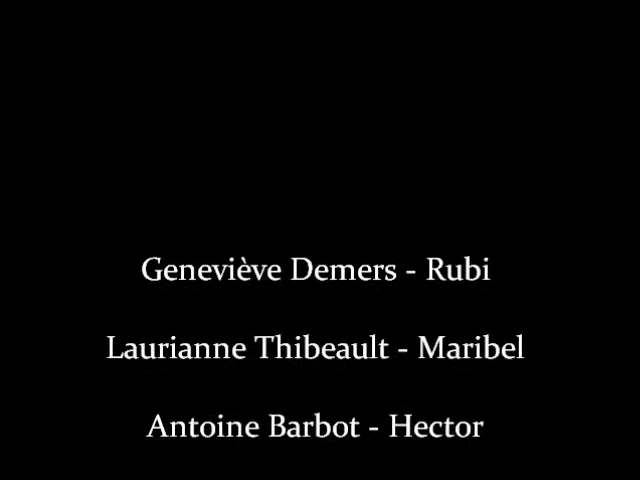 Geneviève Demers - Rubi
Laurianne Thibeault - Maribel
Antoine Barbot - Hector